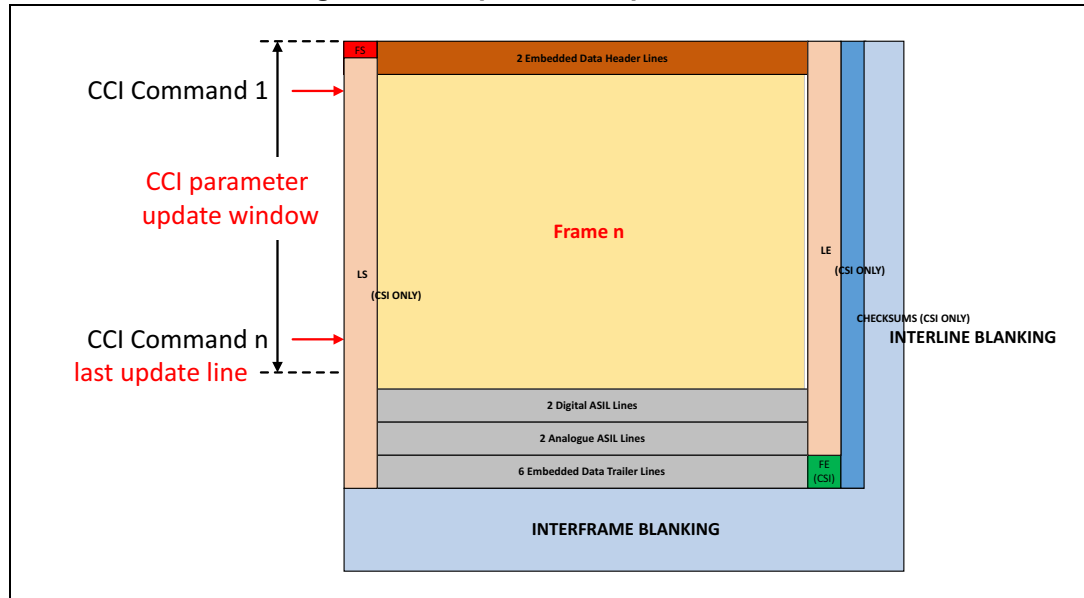 FS
2 Embedded Data Header Lines
CCI Command 1
CCI parameter
update window
Frame n
LS
(CSI ONLY)
LE
(CSI ONLY)
CHECKSUMS (CSI ONLY)
INTERLINE BLANKING
CCI Command n
last update line
2 Digital ASIL Lines
2 Analogue ASIL Lines
6 Embedded Data Trailer Lines
FE
(CSI)
INTERFRAME BLANKING